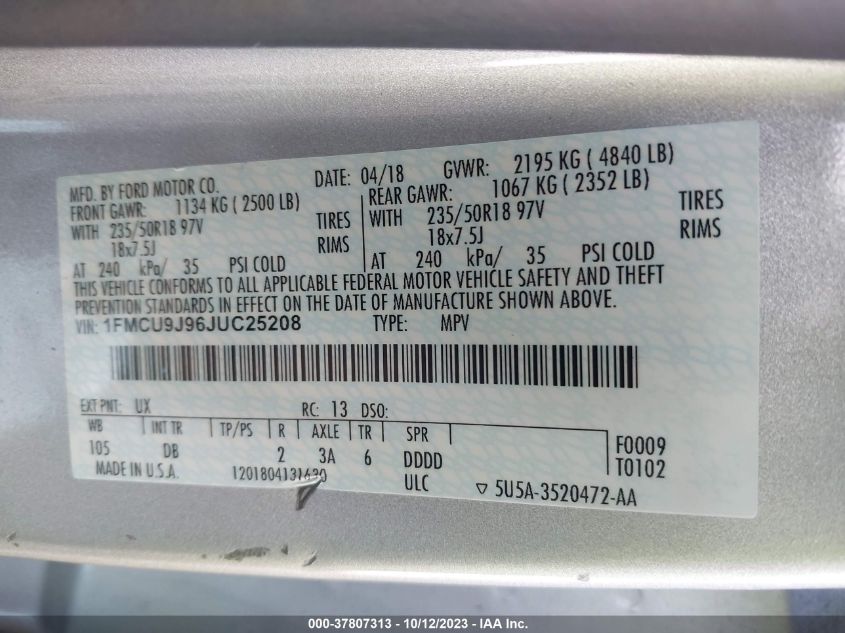 MFD. BY FORD MOTOR CO. DATE: 04/18 GVWR: 2195 KG ( 4840 LB)
FRONT GAWR: 1134 KG ( 2500 LB) REAR GAWR: 1067 KG ( 2352 LB)
WITH 235/50R18 97V TIRES WITH 235/50R18 97V TIRES
18x7.5J RIMS 18x7.5J RIMS
AT 240 kPa/ 35 PSI COLD AT 240 kPa/ 35 PSI COLD
THIS VEHICLE CONFORMS TO ALL APPLICABLE FEDERAL MOTOR VEHICLE SAFETY AND THEFT
PREVENTION STANDARDS IN EFFECT ON THE DATE OF MANUFACTURE SHOWN ABOVE.
VIN: 1FMCU9J96JUC25208 TYPE: MPV
EXT PNT: UX RC: 13 DSO:
WB INT TR TP/PS R AXLE TR SPR
105 DB 2 3A 6 DDDD F0009
MADE IN U.S.A. ULC T0102
▽ 5U5A-3520472-AA
000-37807313 - 10/12/2023 - IAA Inc.